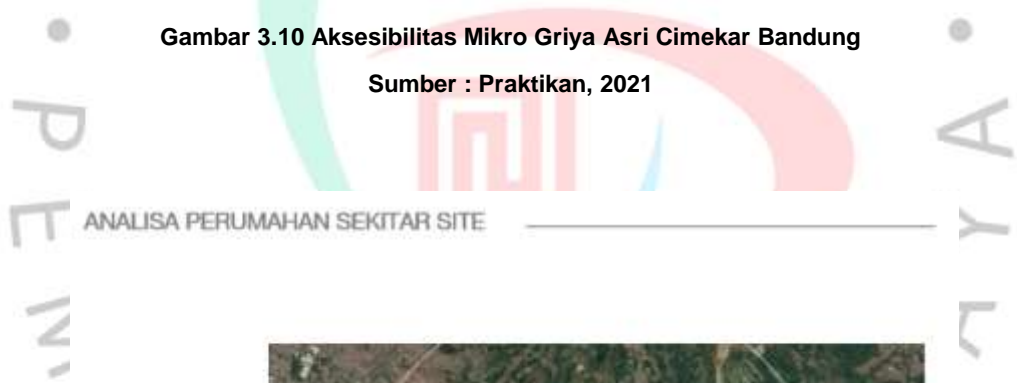 Gambar 3.10 Aksesibilitas Mikro Griya Asri Cimekar Bandung
Sumber : Praktikan, 2021
ANALISA PERUMAHAN SEKITAR SITE